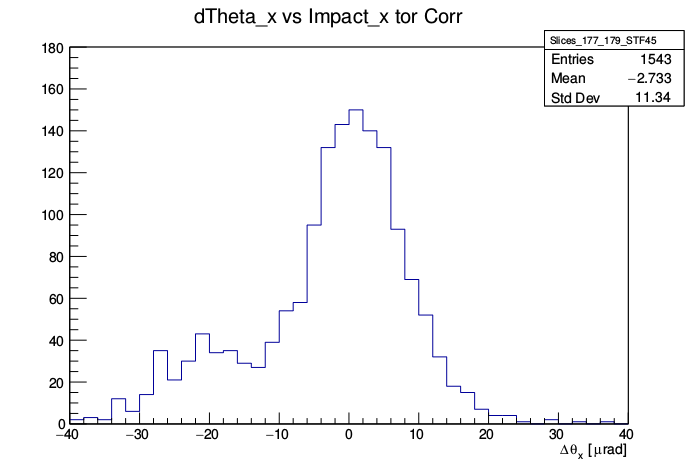 dTheta_x vs Impact_x tor Corr
Slices_177_179_STF45
Entries 1543
Mean −2.733
Std Dev 11.34
180
160
140
120
100
80
60
40
20
0
−40 −30 −20 −10 0 10 20 30 40
Δθx [μrad]